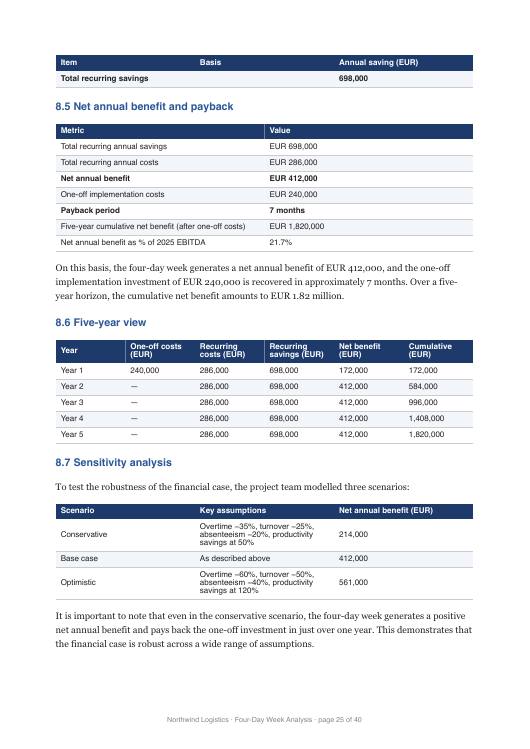 Item Basis Annual saving (EUR)
Total recurring savings 698,000
8.5 Net annual benefit and payback
Metric Value
Total recurring annual savings EUR 698,000
Total recurring annual costs EUR 286,000
Net annual benefit EUR 412,000
One-off implementation costs EUR 240,000
Payback period 7 months
Five-year cumulative net benefit (after one-off costs) EUR 1,820,000
Net annual benefit as % of 2025 EBITDA 21.7%
On this basis, the four-day week generates a net annual benefit of EUR 412,000, and the one-off
implementation investment of EUR 240,000 is recovered in approximately 7 months. Over a five-
year horizon, the cumulative net benefit amounts to EUR 1.82 million.
8.6 Five-year view
Year One-off costs (EUR) Recurring costs (EUR) Recurring savings (EUR) Net benefit (EUR) Cumulative (EUR)
Year 1 240,000 286,000 698,000 172,000 172,000
Year 2 — 286,000 698,000 412,000 584,000
Year 3 — 286,000 698,000 412,000 996,000
Year 4 — 286,000 698,000 412,000 1,408,000
Year 5 — 286,000 698,000 412,000 1,820,000
8.7 Sensitivity analysis
To test the robustness of the financial case, the project team modelled three scenarios:
Scenario Key assumptions Net annual benefit (EUR)
Overtime −35%, turnover −25%,
Conservative absenteeism −20%, productivity 214,000
savings at 50%
Base case As described above 412,000
Overtime −60%, turnover −50%,
Optimistic absenteeism −40%, productivity 561,000
savings at 120%
It is important to note that even in the conservative scenario, the four-day week generates a positive
net annual benefit and pays back the one-off investment in just over one year. This demonstrates that
the financial case is robust across a wide range of assumptions.
Northwind Logistics · Four-Day Week Analysis · page 25 of 40